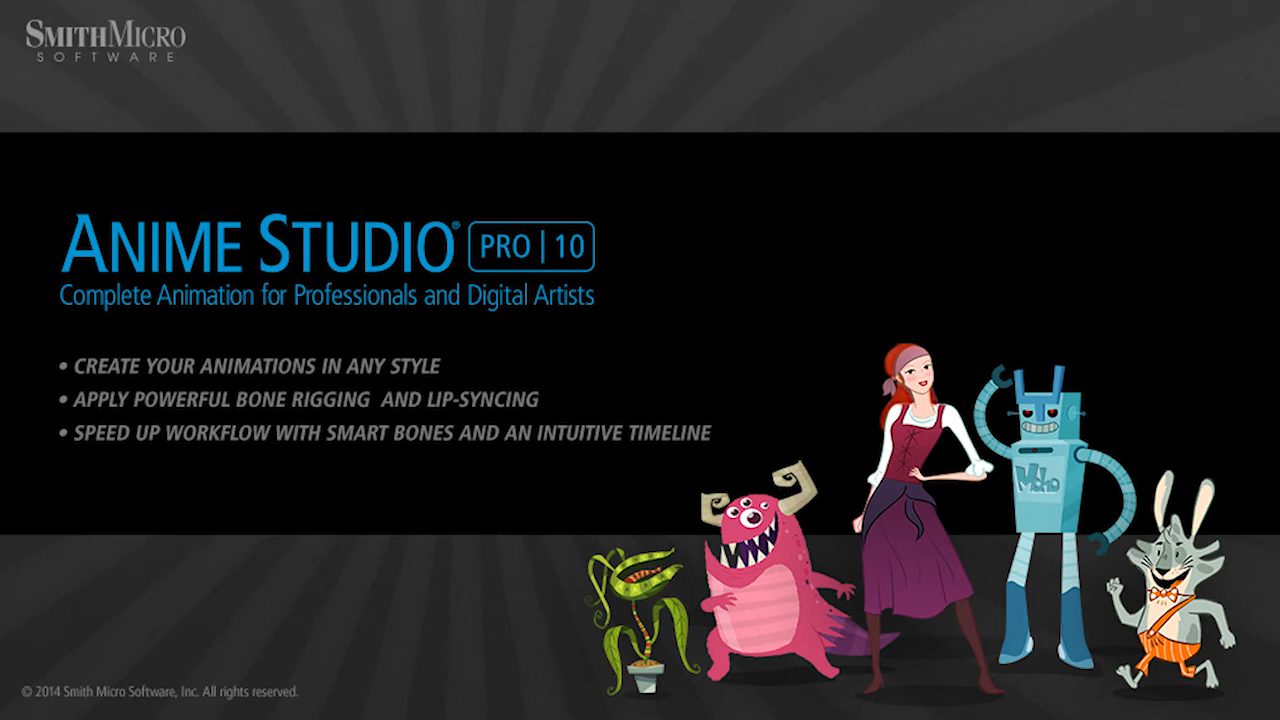 SMITHMICRO
SOFTWARE
ANIME STUDIO® PRO | 10
Complete Animation for Professionals and Digital Artists
• CREATE YOUR ANIMATIONS IN ANY STYLE
• APPLY POWERFUL BONE RIGGING AND LIP-SYNCING
• SPEED UP WORKFLOW WITH SMART BONES AND AN INTUITIVE TIMELINE
Moho
© 2014 Smith Micro Software, Inc. All rights reserved.